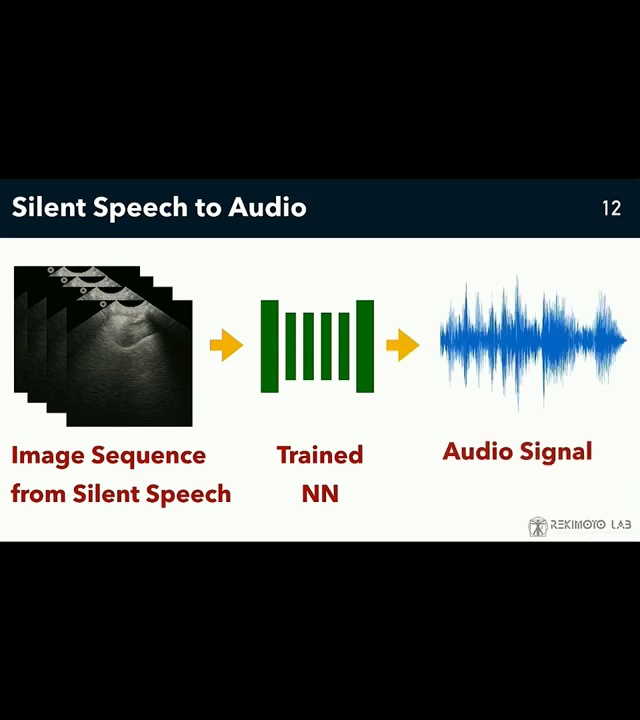 Silent Speech to Audio
12
Image Sequence
from Silent Speech
Trained
NN
Audio Signal
REKIMOTO LAB